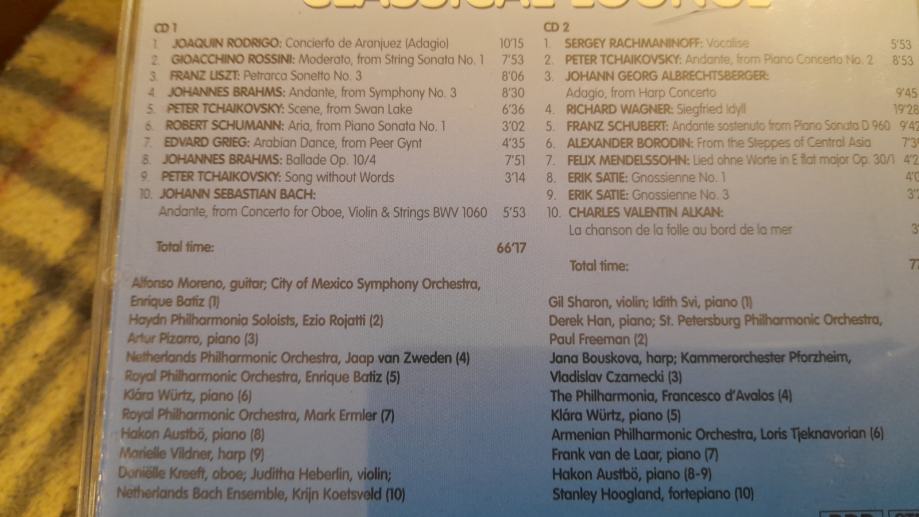 CLASSICAL LOUNGE
CD 1
1. JOAQUIN RODRIGO: Concierto de Aranjuez (Adagio) 10'15
2. GIOACCHINO ROSSINI: Moderato, from String Sonata No. 1 7'53
3. FRANZ LISZT: Petrarca Sonetto No. 3 8'06
4. JOHANNES BRAHMS: Andante, from Symphony No. 3 8'30
5. PETER TCHAIKOVSKY: Scene, from Swan Lake 6'36
6. ROBERT SCHUMANN: Aria, from Piano Sonata No. 1 3'02
7. EDVARD GRIEG: Arabian Dance, from Peer Gynt 4'35
8. JOHANNES BRAHMS: Ballade Op. 10/4 7'51
9. PETER TCHAIKOVSKY: Song without Words 3'14
10. JOHANN SEBASTIAN BACH:
Andante, from Concerto for Oboe, Violin & Strings BWV 1060 5'53
Total time: 66'17
Alfonso Moreno, guitar; City of Mexico Symphony Orchestra,
Enrique Batiz (1)
Haydn Philharmonia Soloists, Ezio Rojatti (2)
Artur Pizarro, piano (3)
Netherlands Philharmonic Orchestra, Jaap van Zweden (4)
Royal Philharmonic Orchestra, Enrique Batiz (5)
Klára Würtz, piano (6)
Royal Philharmonic Orchestra, Mark Ermler (7)
Hakon Austbö, piano (8)
Marielle Vildner, harp (9)
Daniëlle Kreeft, oboe; Juditha Heberlin, violin;
Netherlands Bach Ensemble, Krijn Koetsveld (10)
CD 2
1. SERGEY RACHMANINOFF: Vocalise 5'53
2. PETER TCHAIKOVSKY: Andante, from Piano Concerto No. 2 8'53
3. JOHANN GEORG ALBRECHTSBERGER:
Adagio, from Harp Concerto 9'45
4. RICHARD WAGNER: Siegfried Idyll 19'28
5. FRANZ SCHUBERT: Andante sostenuto from Piano Sonata D 960
6. ALEXANDER BORODIN: From the Steppes of Central Asia
7. FELIX MENDELSSOHN: Lied ohne Worte in E flat major Op. 30/1
8. ERIK SATIE: Gnossienne No. 1
9. ERIK SATIE: Gnossienne No. 3
10. CHARLES VALENTIN ALKAN:
La chanson de la folle au bord de la mer
Total time:
Gil Sharon, violin; Idith Svi, piano (1)
Derek Han, piano; St. Petersburg Philharmonic Orchestra,
Paul Freeman (2)
Jana Bouskova, harp; Kammerorchester Pforzheim,
Vladislav Czarnecki (3)
The Philharmonia, Francesco d'Avalos (4)
Klára Würtz, piano (5)
Armenian Philharmonic Orchestra, Loris Tjeknavorian (6)
Frank van de Laar, piano (7)
Hakon Austbö, piano (8-9)
Stanley Hoogland, fortepiano (10)